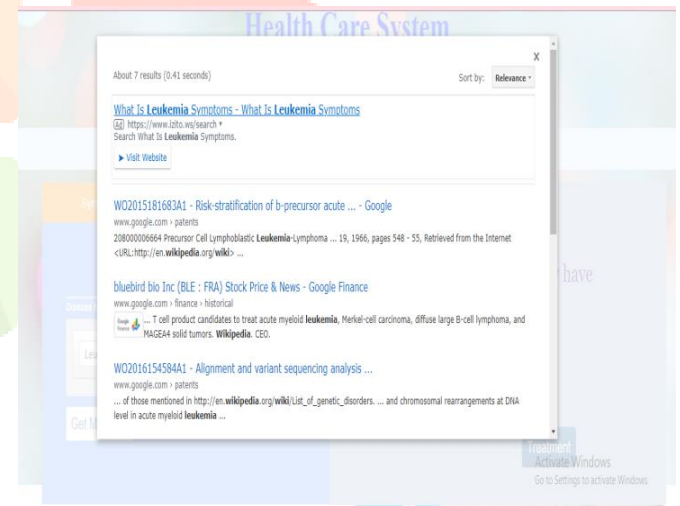 Health Care System
X
About 7 results (0.41 seconds)
Sort by: Relevance
What Is Leukemia Symptoms - What Is Leukemia Symptoms
Ad https://www.izito.ws/search
Search What Is Leukemia Symptoms.
Visit Website
WO2015181683A1 - Risk-stratification of b-precursor acute ... - Google
www.google.com › patents
208000006664 Precursor Cell Lymphoblastic Leukemia-Lymphoma ... 19, 1966, pages 548 - 55, Retrieved from the Internet
<URL:http://en.wikipedia.org/wiki> ...
bluebird bio Inc (BLE : FRA) Stock Price & News - Google Finance
www.google.com › finance › historical
... T cell product candidates to treat acute myeloid leukemia, Merkel-cell carcinoma, diffuse large B-cell lymphoma, and
MAGEA4 solid tumors. Wikipedia. CEO.
WO2016154584A1 - Alignment and variant sequencing analysis ...
www.google.com › patents
... of those mentioned in http://en.wikipedia.org/wiki/List_of_genetic_disorders. ... and chromosomal rearrangements at DNA
level in acute myeloid leukemia ...
have
Get M
Treatment
Activate Windows
Go to Settings to activate Windows.